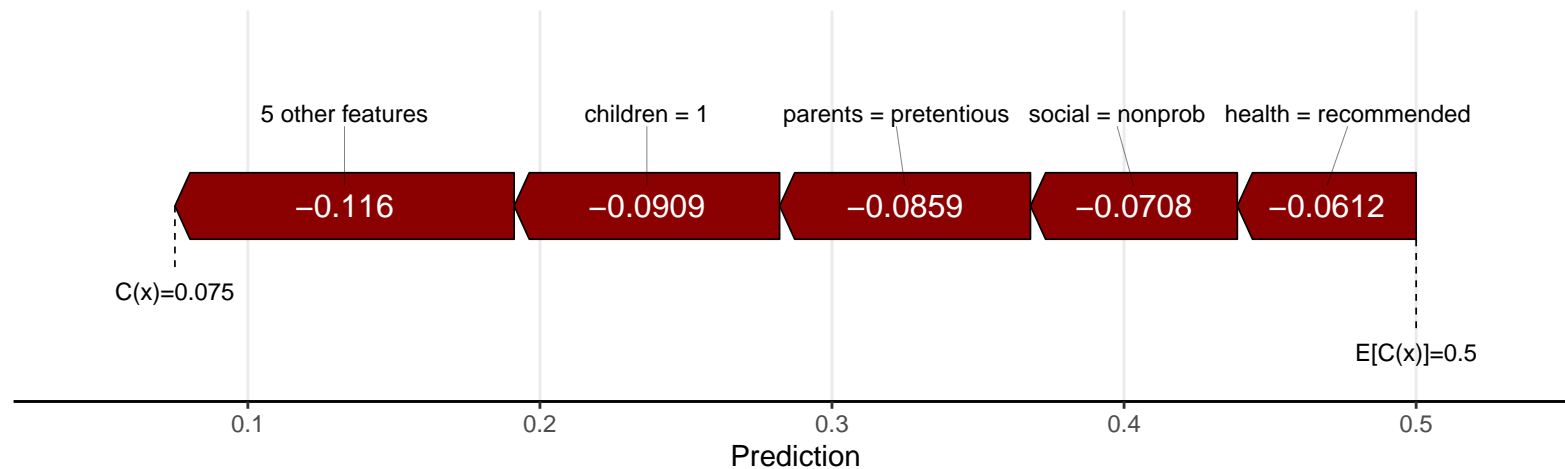 5 other features
children = 1
parents = pretentious
social = nonprob
health = recommended
−0.116
−0.0909
−0.0859
−0.0708
−0.0612
C(x)=0.075
E[C(x)]=0.5
0.1
0.2
0.3
0.4
0.5
Prediction